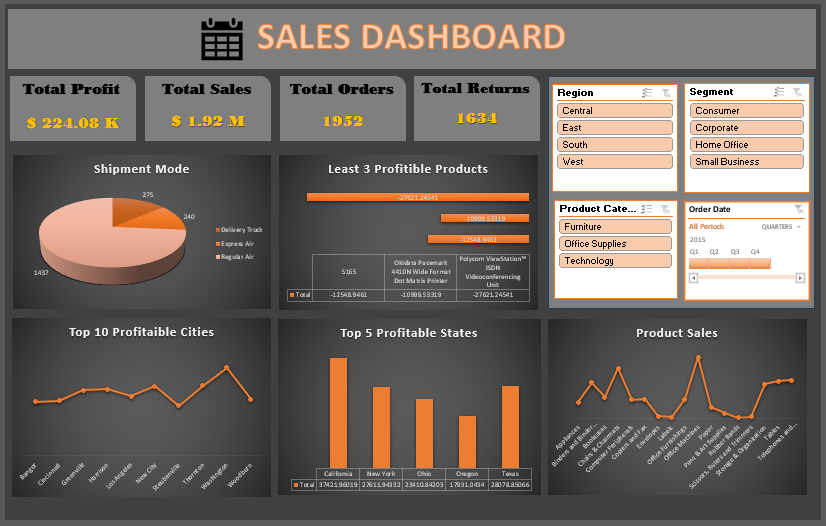 SALES DASHBOARD
Total Profit
$ 224.08 K
Total Sales
$ 1.92 M
Total Orders
1952
Total Returns
1634
Region
Central
East
South
West
Segment
Consumer
Corporate
Home Office
Small Business
Product Cate...
Furniture
Office Supplies
Technology
Order Date
All Periods
QUARTERS
2015
Q1 Q2 Q3 Q4
Shipment Mode
275
240
1437
Delivery Truck
Express Air
Regular Air
Least 3 Profitible Products
-27621.24541
-10999.53319
-12548.9461
5165
Okidata Pacemark
4410N Wide Format
Dot Matrix Printer
Polycom ViewStation™
ISDN
Videoconferencing
Unit
Total -12548.9461 -10999.53319 -27621.24541
Top 10 Profitaible Cities
Bangor
Cincinnati
Greenville
Harrison
Los Angeles
New City
Steubenville
Thornton
Washington
Woodburn
Top 5 Profitable States
California New York Ohio Oregon Texas
Total 37421.96019 27611.94332 23410.84203 17931.0434 28078.85066
Product Sales
Appliances
Binders and Binder...
Bookcases
Chairs & Chairmats
Computer Peripherals
Copiers and Fax
Envelopes
Labels
Office Furnishings
Office Machines
Paper
Pens & Art Supplies
Rubber Bands
Scissors, Rulers and Trimmers
Storage & Organization
Tables
Telephones and...